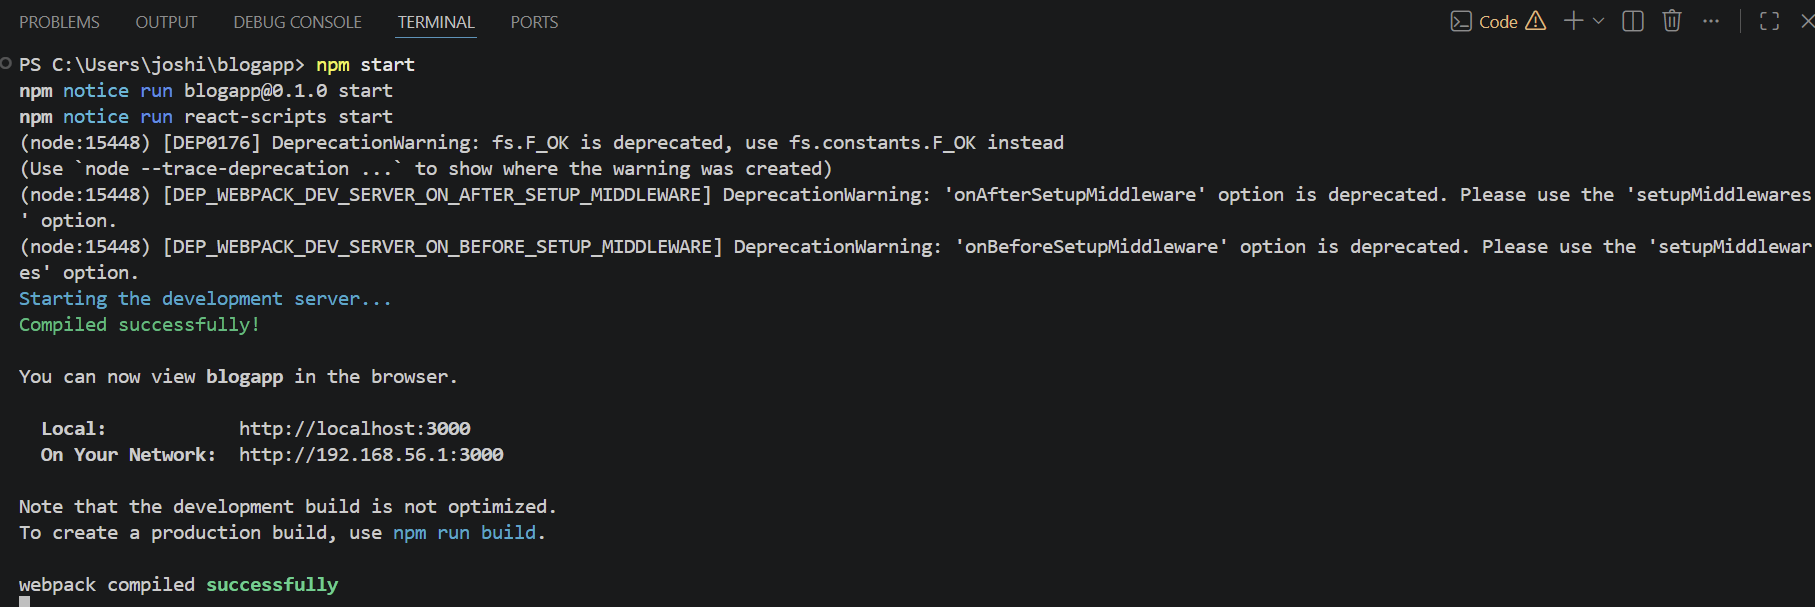 PROBLEMS OUTPUT DEBUG CONSOLE TERMINAL PORTS Code
PS C:\Users\joshi\blogapp> npm start
npm notice run blogapp@0.1.0 start
npm notice run react-scripts start
(node:15448) [DEP0176] DeprecationWarning: fs.F_OK is deprecated, use fs.constants.F_OK instead
(Use `node --trace-deprecation ...` to show where the warning was created)
(node:15448) [DEP_WEBPACK_DEV_SERVER_ON_AFTER_SETUP_MIDDLEWARE] DeprecationWarning: 'onAfterSetupMiddleware' option is deprecated. Please use the 'setupMiddlewares
' option.
(node:15448) [DEP_WEBPACK_DEV_SERVER_ON_BEFORE_SETUP_MIDDLEWARE] DeprecationWarning: 'onBeforeSetupMiddleware' option is deprecated. Please use the 'setupMiddlewar
es' option.
Starting the development server...
Compiled successfully!
You can now view blogapp in the browser.
Local: http://localhost:3000
On Your Network: http://192.168.56.1:3000
Note that the development build is not optimized.
To create a production build, use npm run build.
webpack compiled successfully